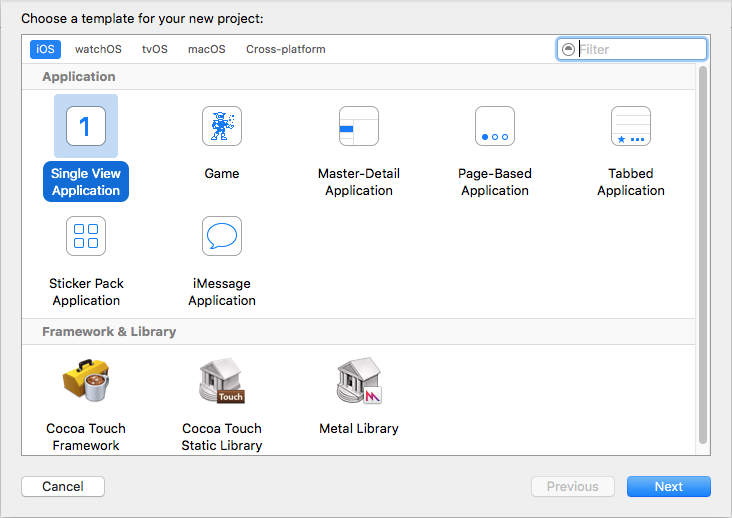 Choose a template for your new project:
iOS watchOS tvOS macOS Cross-platform Filter
Application
1
Single View Application
Game
Master-Detail Application
Page-Based Application
Tabbed Application
Sticker Pack Application
iMessage Application
Framework & Library
Touch
Cocoa Touch Framework
Cocoa Touch Static Library
Metal Library
Cancel Previous Next